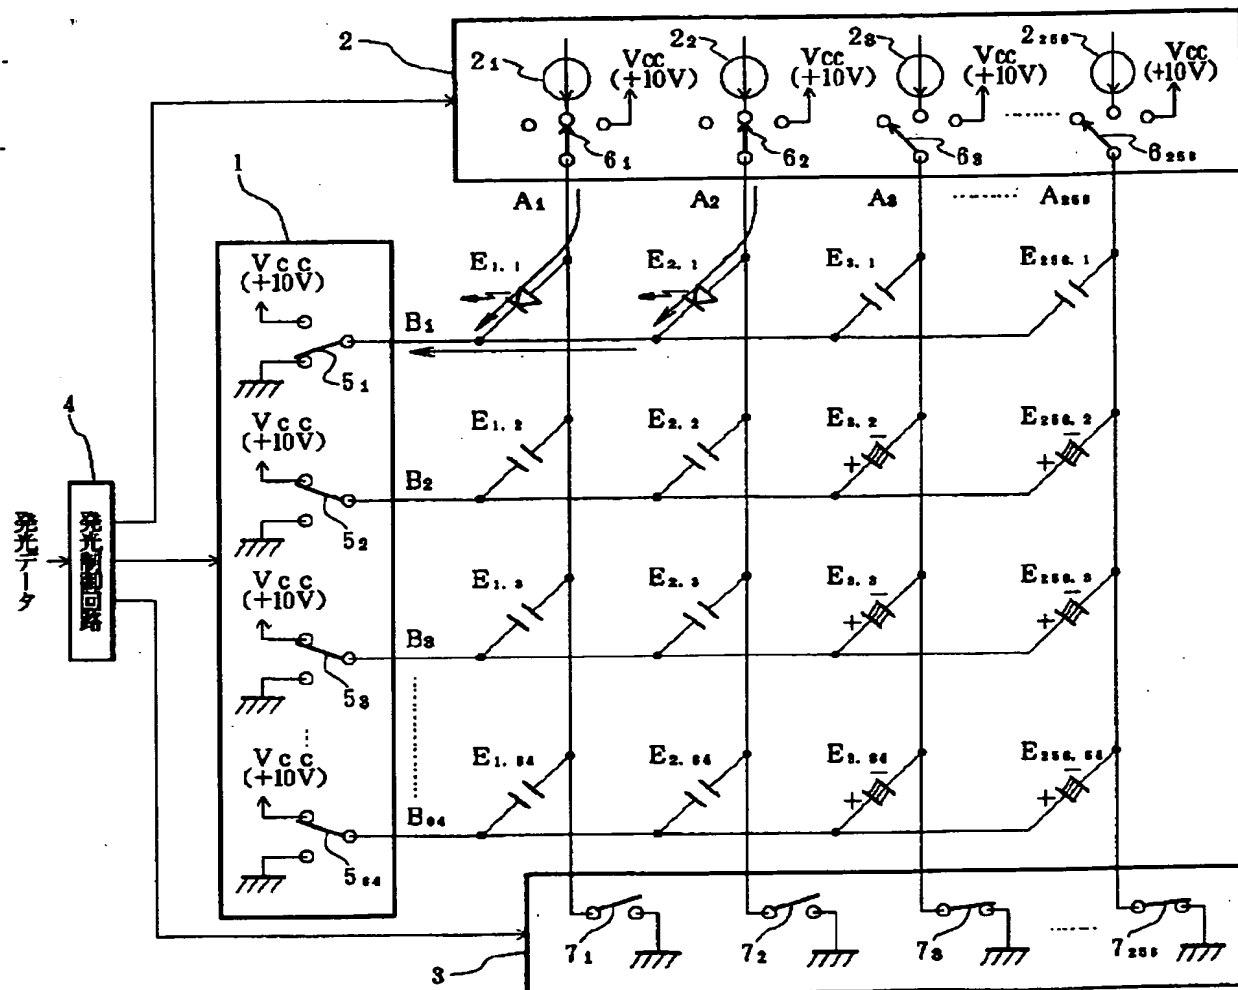 2
2₁
Vcc
(+10V)
2₂
Vcc
(+10V)
2₃
Vcc
(+10V)
2₂₅₆
Vcc
(+10V)
6₁
6₂
6₃
6₂₅₆
A₁
A₂
A₃
A₂₅₆
1
Vcc
(+10V)
5₁
B₁
E₁.₁
E₂.₁
E₃.₁
E₂₅₆.₁
Vcc
(+10V)
5₂
B₂
E₁.₂
E₂.₂
E₃.₂
E₂₅₆.₂
+
−
+
−
4
発光データ
発光制御回路
Vcc
(+10V)
5₃
B₃
E₁.₃
E₂.₃
E₃.₃
E₂₅₆.₃
+
−
+
−
Vcc
(+10V)
5₆₄
B₆₄
E₁.₆₄
E₂.₆₄
E₃.₆₄
E₂₅₆.₆₄
+
−
+
−
3
7₁
7₂
7₃
7₂₅₆